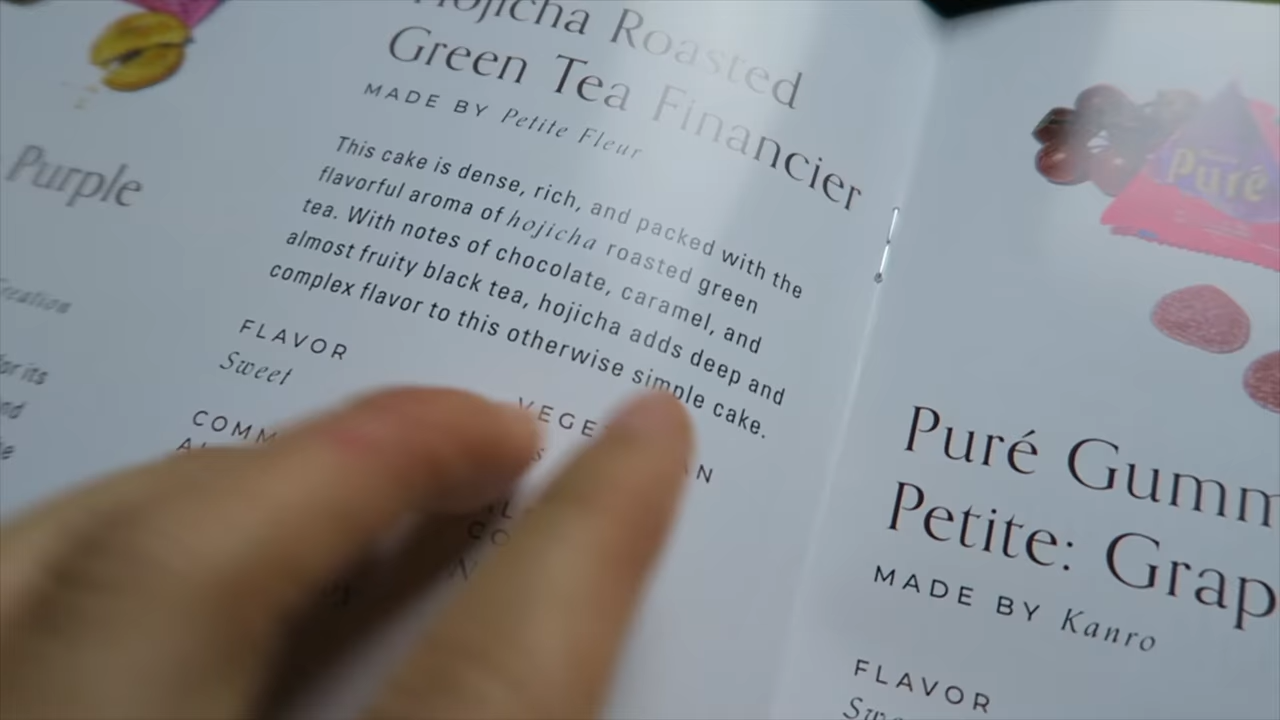 Purple
or its
Hojicha Roasted
Green Tea Financier
MADE BY Petite Fleur
This cake is dense, rich, and packed with the
flavorful aroma of hojicha roasted green
tea. With notes of chocolate, caramel, and
almost fruity black tea, hojicha adds deep and
complex flavor to this otherwise simple cake.
FLAVOR
Sweet
Puré
Puré Gumm
Petite: Grap
MADE BY Kanro
FLAVOR